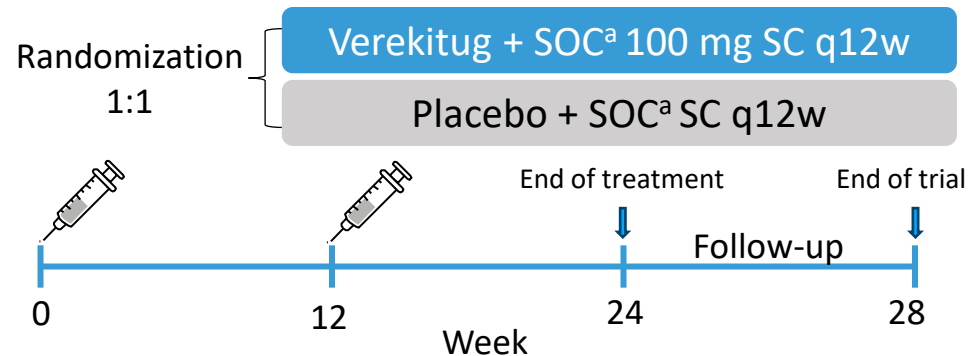 Randomization
1:1
Verekitug + SOCᵃ 100 mg SC q12w
Placebo + SOCᵃ SC q12w
End of treatment
End of trial
Follow-up
0
12
24
28
Week